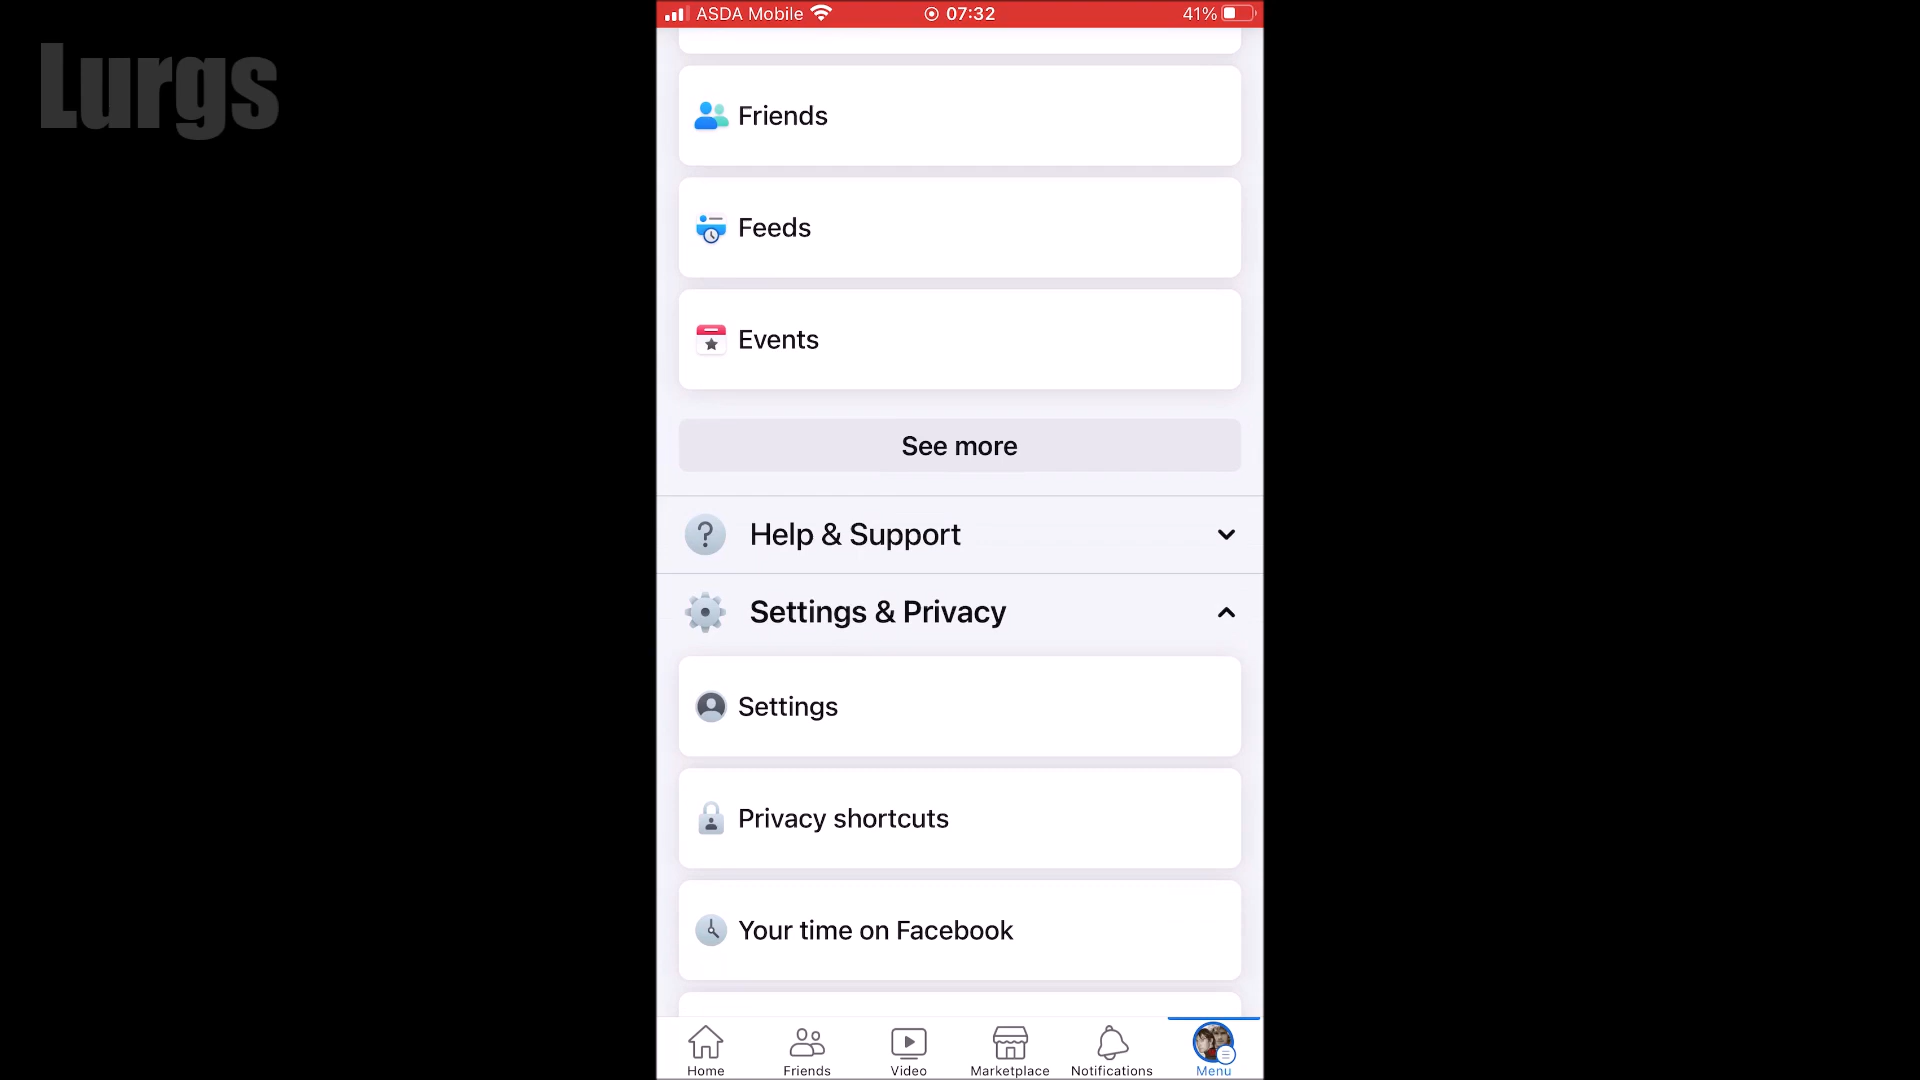 Lurgs
ASDA Mobile 07:32 41%
Friends
Feeds
Events
See more
Help & Support
Settings & Privacy
Settings
Privacy shortcuts
Your time on Facebook
Home Friends Video Marketplace Notifications Menu